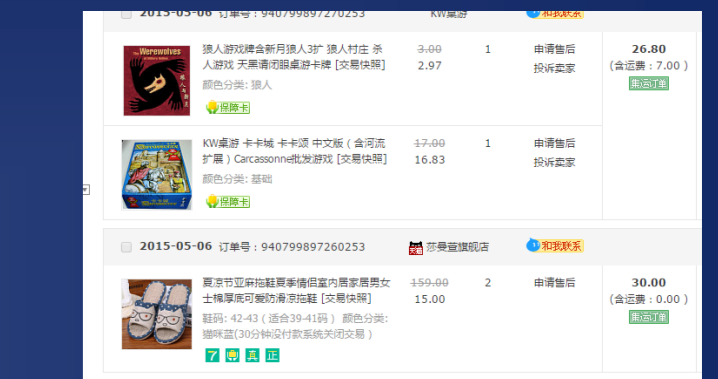 2015-05-06 订单号：940799897270253 KW桌游 和我联系
狼人游戏牌含新月狼人3扩 狼人村庄 杀
人游戏 天黑请闭眼桌游卡牌 [交易快照]
颜色分类: 狼人
保障卡
3.00
2.97
1
申请售后
投诉卖家
26.80
(含运费：7.00 )
集运订单
Werewolves
KW桌游 卡卡城 卡卡颂 中文版（含河流
扩展）Carcassonne批发游戏 [交易快照]
颜色分类: 基础
保障卡
17.00
16.83
1
申请售后
投诉卖家
2015-05-06 订单号：940799897260253 莎曼萱旗舰店 和我联系
夏凉节亚麻拖鞋夏季情侣室内居家居男女
士棉厚底可爱防滑凉拖鞋 [交易快照]
鞋码: 42-43（适合39-41码） 颜色分类:
猫咪蓝(30分钟没付款系统关闭交易 )
7 真 正
159.00
15.00
2
申请售后
30.00
(含运费：0.00 )
集运订单